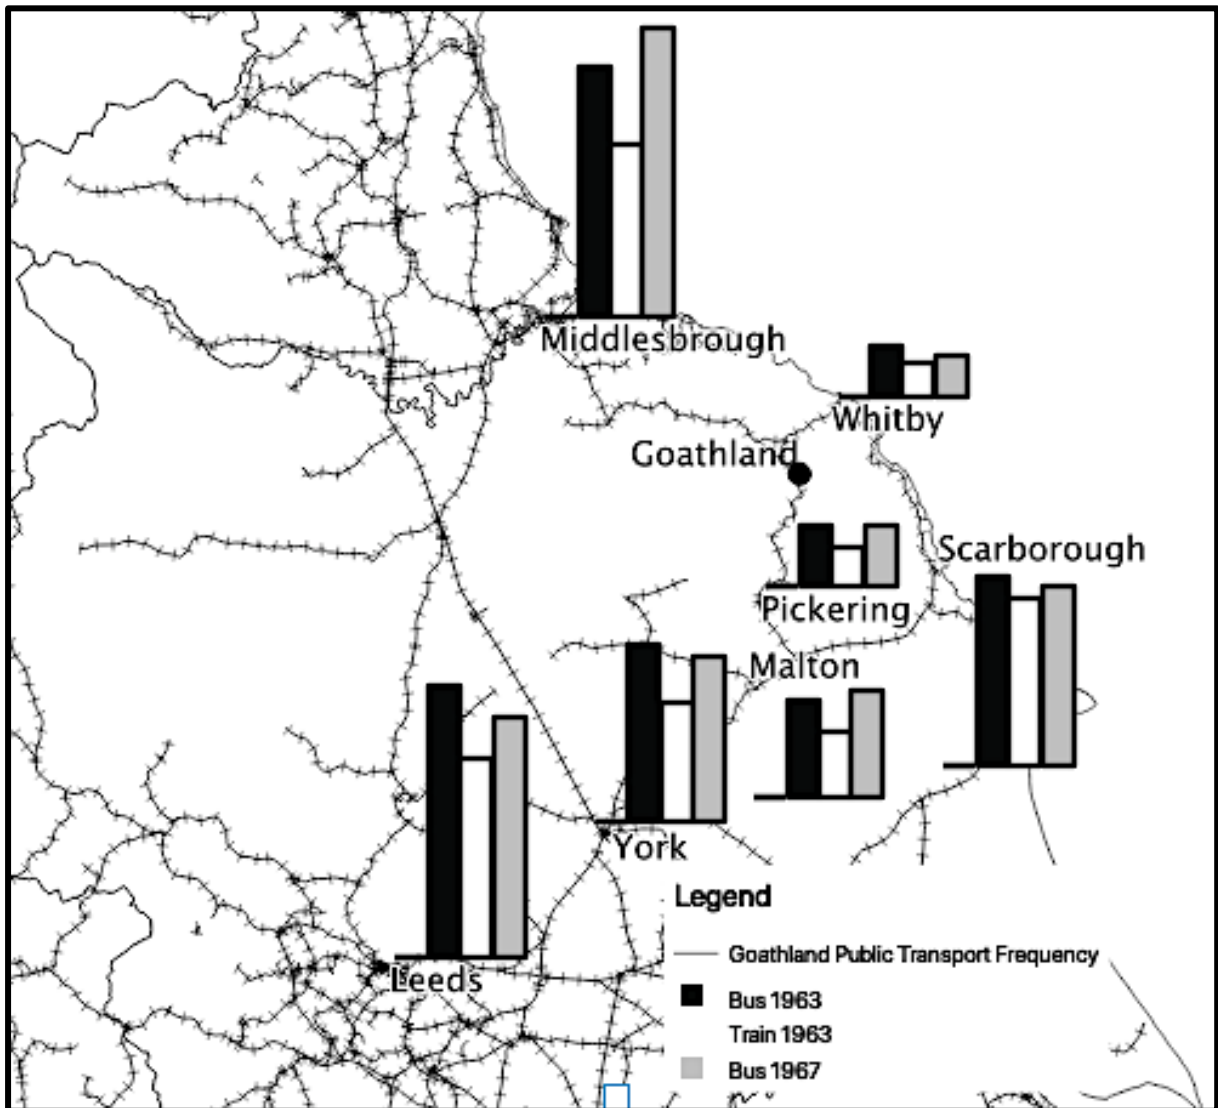 Middlesbrough
Whitby
Goathland
Scarborough
Pickering
Malton
York
Leeds
Legend
Goathland Public Transport Frequency
Bus 1963
Train 1963
Bus 1967